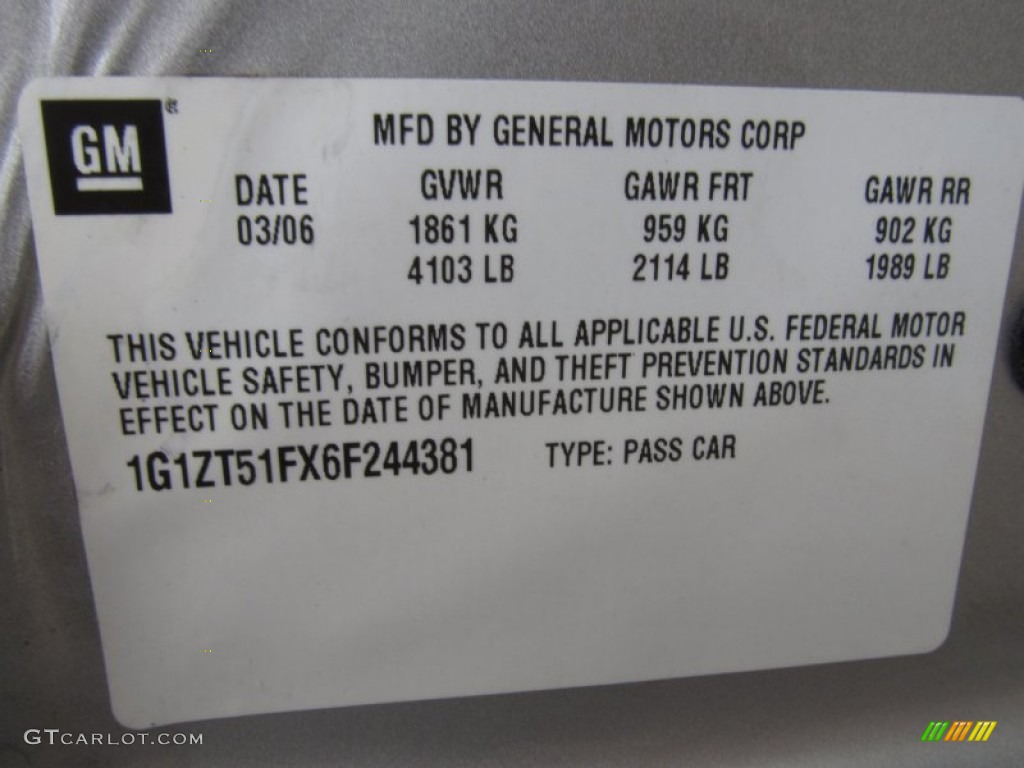 GM ®
MFD BY GENERAL MOTORS CORP
DATE GVWR GAWR FRT GAWR RR
03/06 1861 KG 959 KG 902 KG
4103 LB 2114 LB 1989 LB
THIS VEHICLE CONFORMS TO ALL APPLICABLE U.S. FEDERAL MOTOR
VEHICLE SAFETY, BUMPER, AND THEFT PREVENTION STANDARDS IN
EFFECT ON THE DATE OF MANUFACTURE SHOWN ABOVE.
1G1ZT51FX6F244381 TYPE: PASS CAR
GTCARLOT.COM